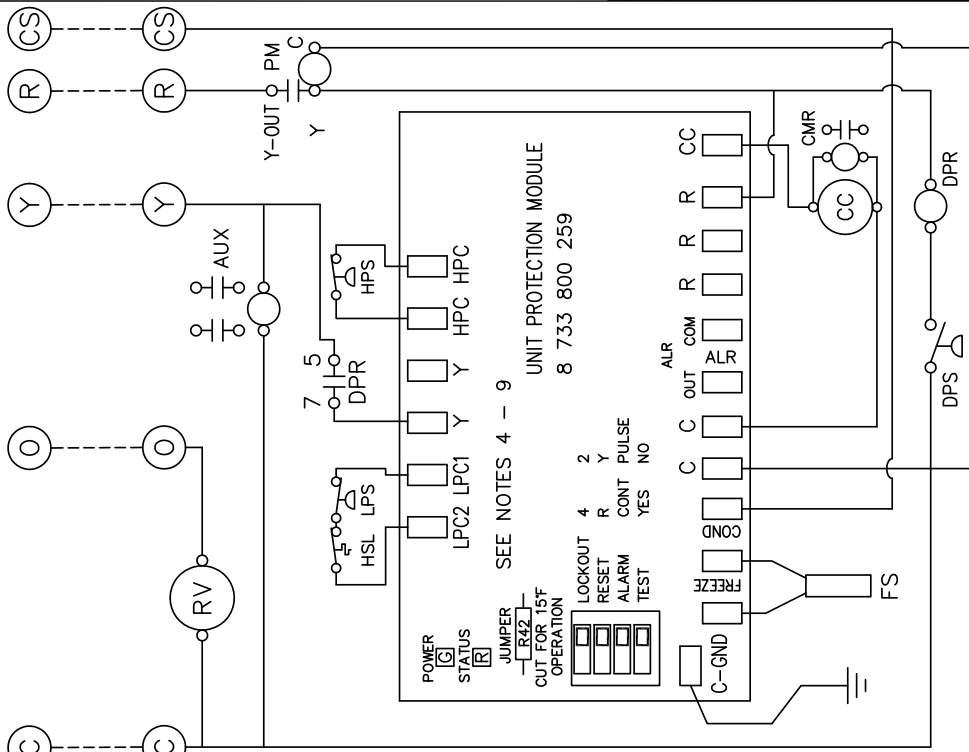 CS CS
R R
Y-OUT PM C
Y
Y Y
AUX
5
7
DPR
HPS
HPC HPC
Y
Y
O O
RV
LPS
HSL
LPC2 LPC1
C C
UNIT PROTECTION MODULE
8 733 800 259
SEE NOTES 4 - 9
POWER
G
STATUS
R
JUMPER
R42
CUT FOR 15°F
OPERATION
LOCKOUT 4 2
RESET R Y
ALARM CONT PULSE
TEST YES NO
C-GND
FREEZE
COND
C
C
OUT
ALR
ALR
COM
R
R
R
CC
CMR
CC
DPR
DPS
FS